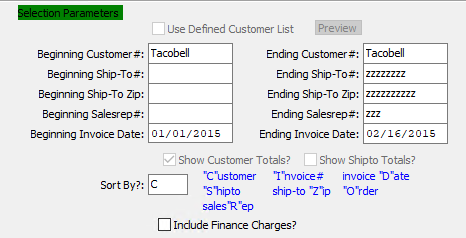 Selection Parameters
Use Defined Customer List Preview
Beginning Customer#: Tacobell Ending Customer#: Tacobell
Beginning Ship-To#: Ending Ship-To#: zzzzzzzz
Beginning Ship-To Zip: Ending Ship-To Zip: zzzzzzzzzz
Beginning Salesrep#: Ending Salesrep#: zzz
Beginning Invoice Date: 01/01/2015 Ending Invoice Date: 02/16/2015
Show Customer Totals? Show Shipto Totals?
Sort By?: C "C"ustomer "I"nvoice# invoice "D"ate
"S"hipto ship-to "Z"ip "O"rder
sales"R"ep
Include Finance Charges?